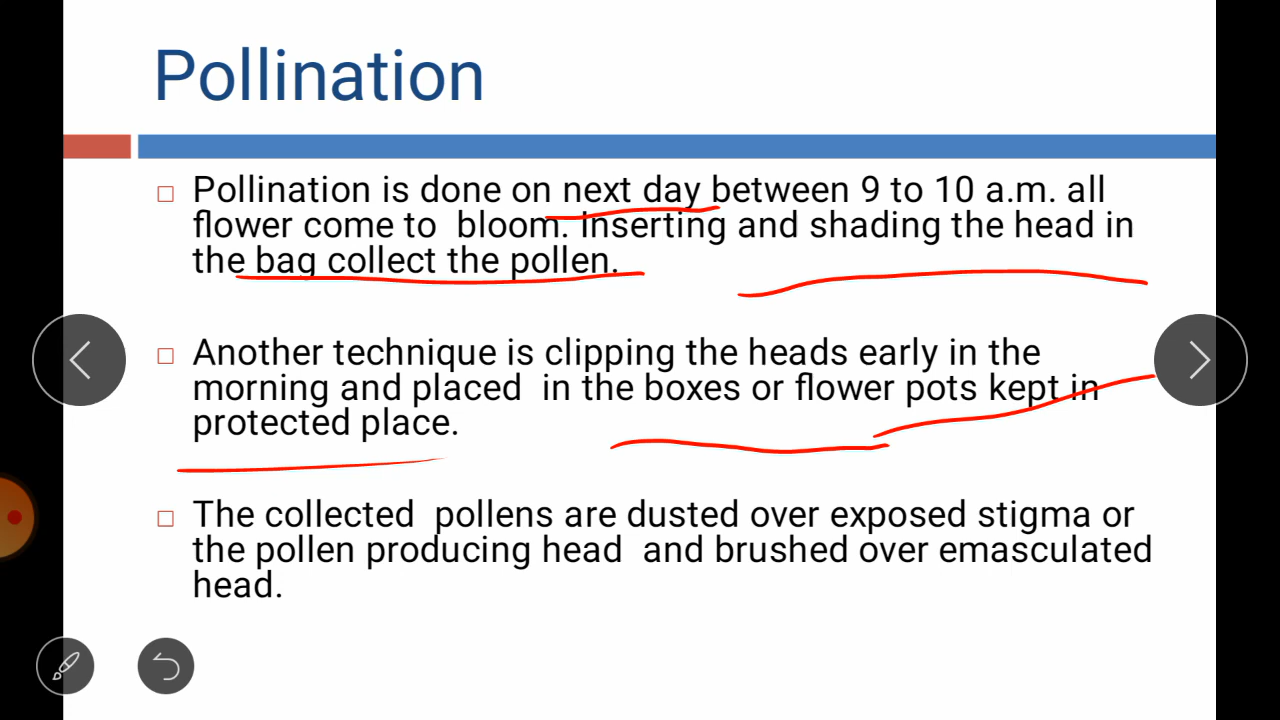 Pollination
Pollination is done on next day between 9 to 10 a.m. all
flower come to  bloom. Inserting and shading the head in
the bag collect the pollen.
Another technique is clipping the heads early in the
morning and placed  in the boxes or flower pots kept in
protected place.
The collected  pollens are dusted over exposed stigma or
the pollen producing head  and brushed over emasculated
head.